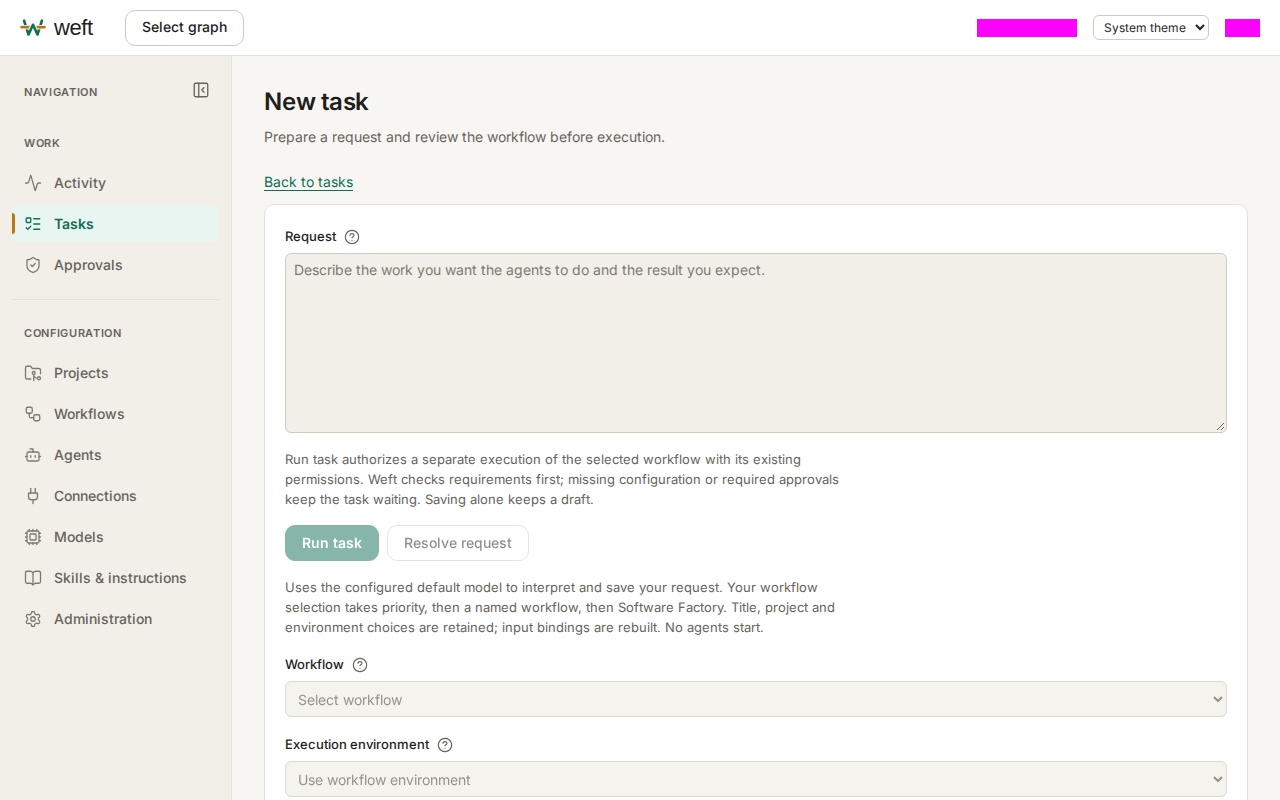 weft
Select graph
System theme
NAVIGATION
WORK
Activity
Tasks
Approvals
CONFIGURATION
Projects
Workflows
Agents
Connections
Models
Skills & instructions
Administration
New task
Prepare a request and review the workflow before execution.
Back to tasks
Request
Describe the work you want the agents to do and the result you expect.
Run task authorizes a separate execution of the selected workflow with its existing
permissions. Weft checks requirements first; missing configuration or required approvals
keep the task waiting. Saving alone keeps a draft.
Run task
Resolve request
Uses the configured default model to interpret and save your request. Your workflow
selection takes priority, then a named workflow, then Software Factory. Title, project and
environment choices are retained; input bindings are rebuilt. No agents start.
Workflow
Select workflow
Execution environment
Use workflow environment